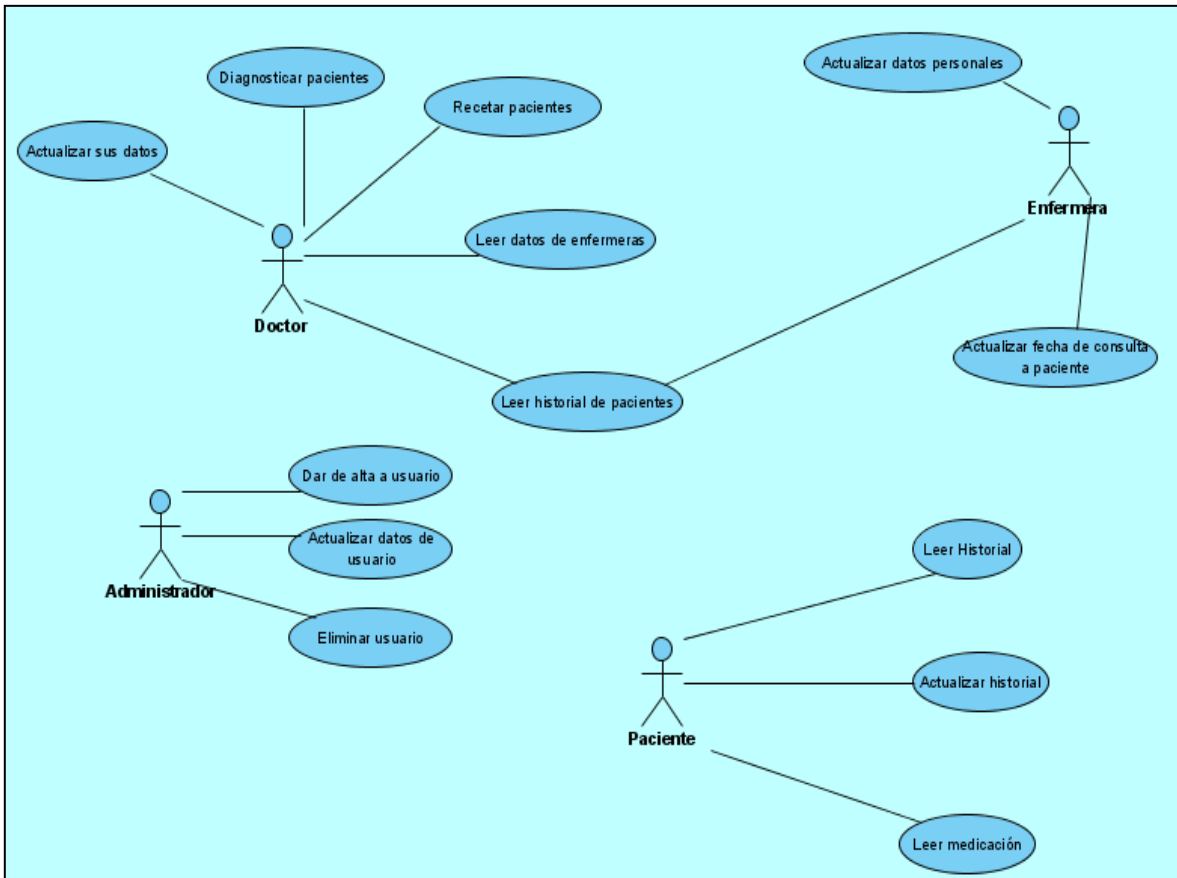 Diagnosticar pacientes
Actualizar datos personales
Recetar pacientes
Actualizar sus datos
Enfermera
Leer datos de enfermeras
Doctor
Actualizar fecha de consulta
a paciente
Leer historial de pacientes
Dar de alta a usuario
Actualizar datos de
usuario
Leer Historial
Administrador
Eliminar usuario
Actualizar historial
Paciente
Leer medicación